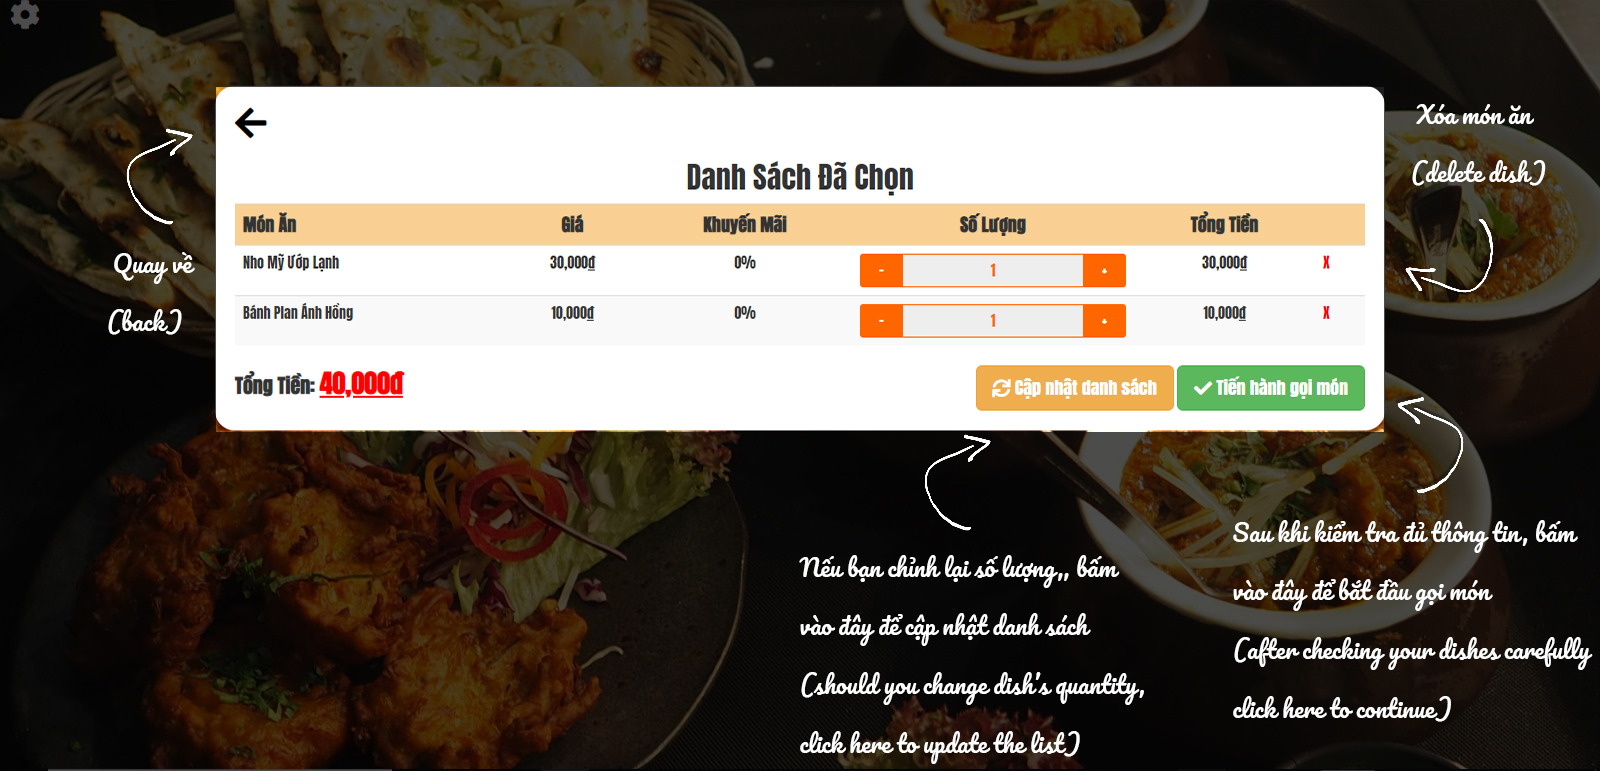 Danh Sách Đã Chọn
Món Ăn Giá Khuyến Mãi Số Lượng Tổng Tiền
Nho Mỹ Ướp Lạnh 30,000₫ 0% - 1 + 30,000₫ X
Bánh Plan Ánh Hồng 10,000₫ 0% - 1 + 10,000₫ X
Tổng Tiền: 40,000₫
Cập nhật danh sách
Tiến hành gọi món
Quay về
(back)
Xóa món ăn
(delete dish)
Nếu bạn chỉnh lại số lượng,, bấm
vào đây để cập nhật danh sách
(should you change dish's quantity,
click here to update the list)
Sau khi kiểm tra đủ thông tin, bấm
vào đây để bắt đầu gọi món
(after checking your dishes carefully
click here to continue)